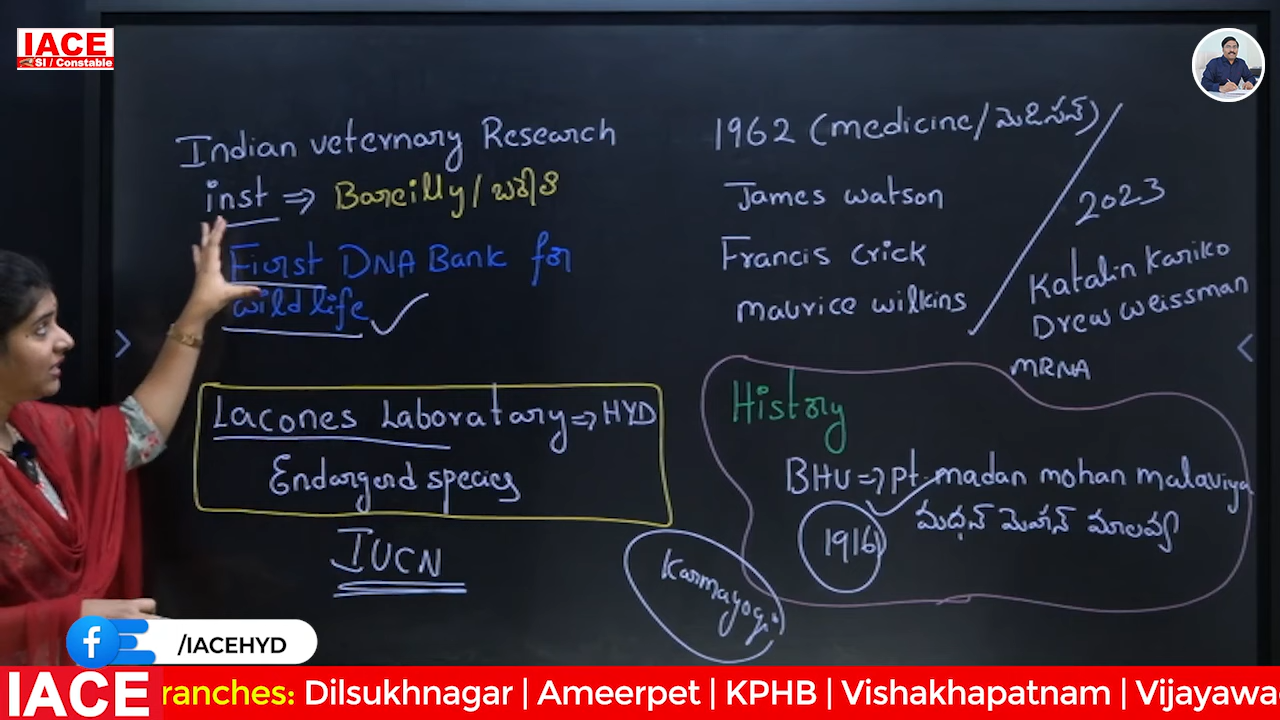 IACE
SI / Constable
Indian veternary Research
inst ⇒ Bareilly/ బరేలి
First DNA Bank for
wild life ✓
Lacones Laboratary ⇒ HYD
Endargerd species
IUCN
1962 (medicine/మెడిసన్)
James watson
Francis crick
maurice wilkins
2023
Katalin Kariko
Drew weissman
MRNA
History
BHU ⇒ pt. madan mohan malaviya
1916 మదన్ మోహన్ మాలవ్య
Karmayogi
/IACEHYD
IACE ranches: Dilsukhnagar | Ameerpet | KPHB | Vishakhapatnam | Vijayawa